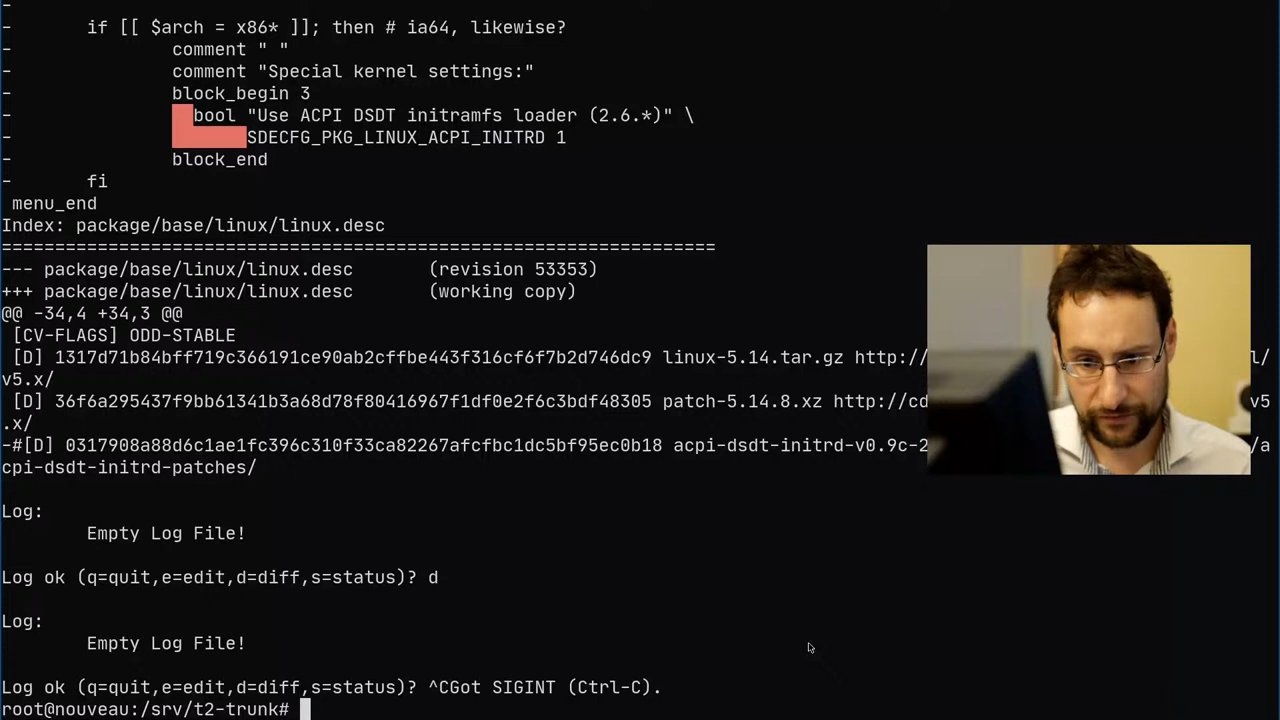 -
-       if [[ $arch = x86* ]]; then # ia64, likewise?
-               comment " "
-               comment "Special kernel settings:"
-               block_begin 3
-                 bool "Use ACPI DSDT initramfs loader (2.6.*)" \
-                      SDECFG_PKG_LINUX_ACPI_INITRD 1
-               block_end
-       fi
 menu_end
Index: package/base/linux/linux.desc
===================================================================
--- package/base/linux/linux.desc       (revision 53353)
+++ package/base/linux/linux.desc       (working copy)
@@ -34,4 +34,3 @@
 [CV-FLAGS] ODD-STABLE
 [D] 1317d71b84bff719c366191ce90ab2cffbe443f316cf6f7b2d746dc9 linux-5.14.tar.gz http:/ l/
v5.x/
 [D] 36f6a295437f9bb61341b3a68d78f80416967f1df0e2f6c3bdf48305 patch-5.14.8.xz http://cd v5
.x/
-#[D] 0317908a88d6c1ae1fc396c310f33ca82267afcfbc1dc5bf95ec0b18 acpi-dsdt-initrd-v0.9c-2 /a
cpi-dsdt-initrd-patches/
Log:
        Empty Log File!
Log ok (q=quit,e=edit,d=diff,s=status)? d
Log:
        Empty Log File!
Log ok (q=quit,e=edit,d=diff,s=status)? ^CGot SIGINT (Ctrl-C).
root@nouveau:/srv/t2-trunk#